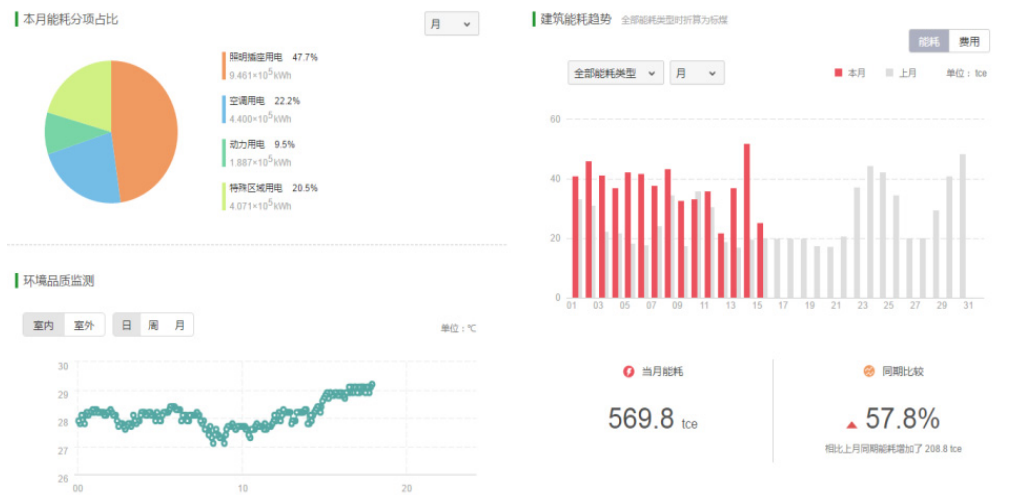 本月能耗分项占比
月
照明插座用电 47.7%
9.461×10⁵kWh
空调用电 22.2%
4.400×10⁵kWh
动力用电 9.5%
1.887×10⁵kWh
特殊区域用电 20.5%
4.071×10⁵kWh
环境品质监测
室内 室外 日 周 月
单位：℃
30
29
28
27
26
00 10 20
建筑能耗趋势 全部能耗类型时折算为标煤
能耗 费用
全部能耗类型 月
本月 上月 单位：tce
60
40
20
0
01 03 05 07 09 11 13 15 17 19 21 23 25 27 29 31
当月能耗
569.8 tce
同期比较
57.8%
相比上月同期能耗增加了 208.8 tce